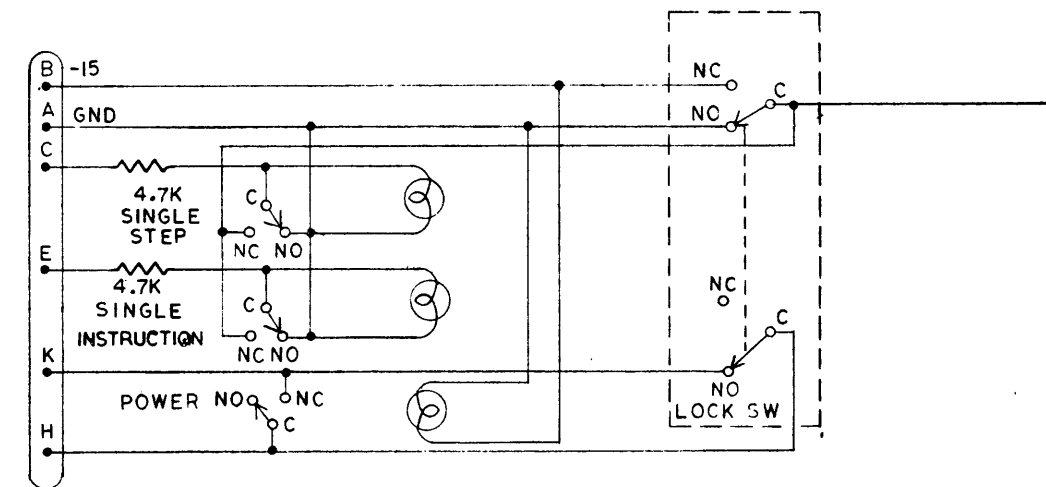 B -15
NC
C
A GND
NO
C
4.7K
SINGLE
STEP
C
NC NO
E
4.7K
SINGLE
INSTRUCTION
C
NC NO
NC
C
K
NO
LOCK SW
POWER NO NC
C
H